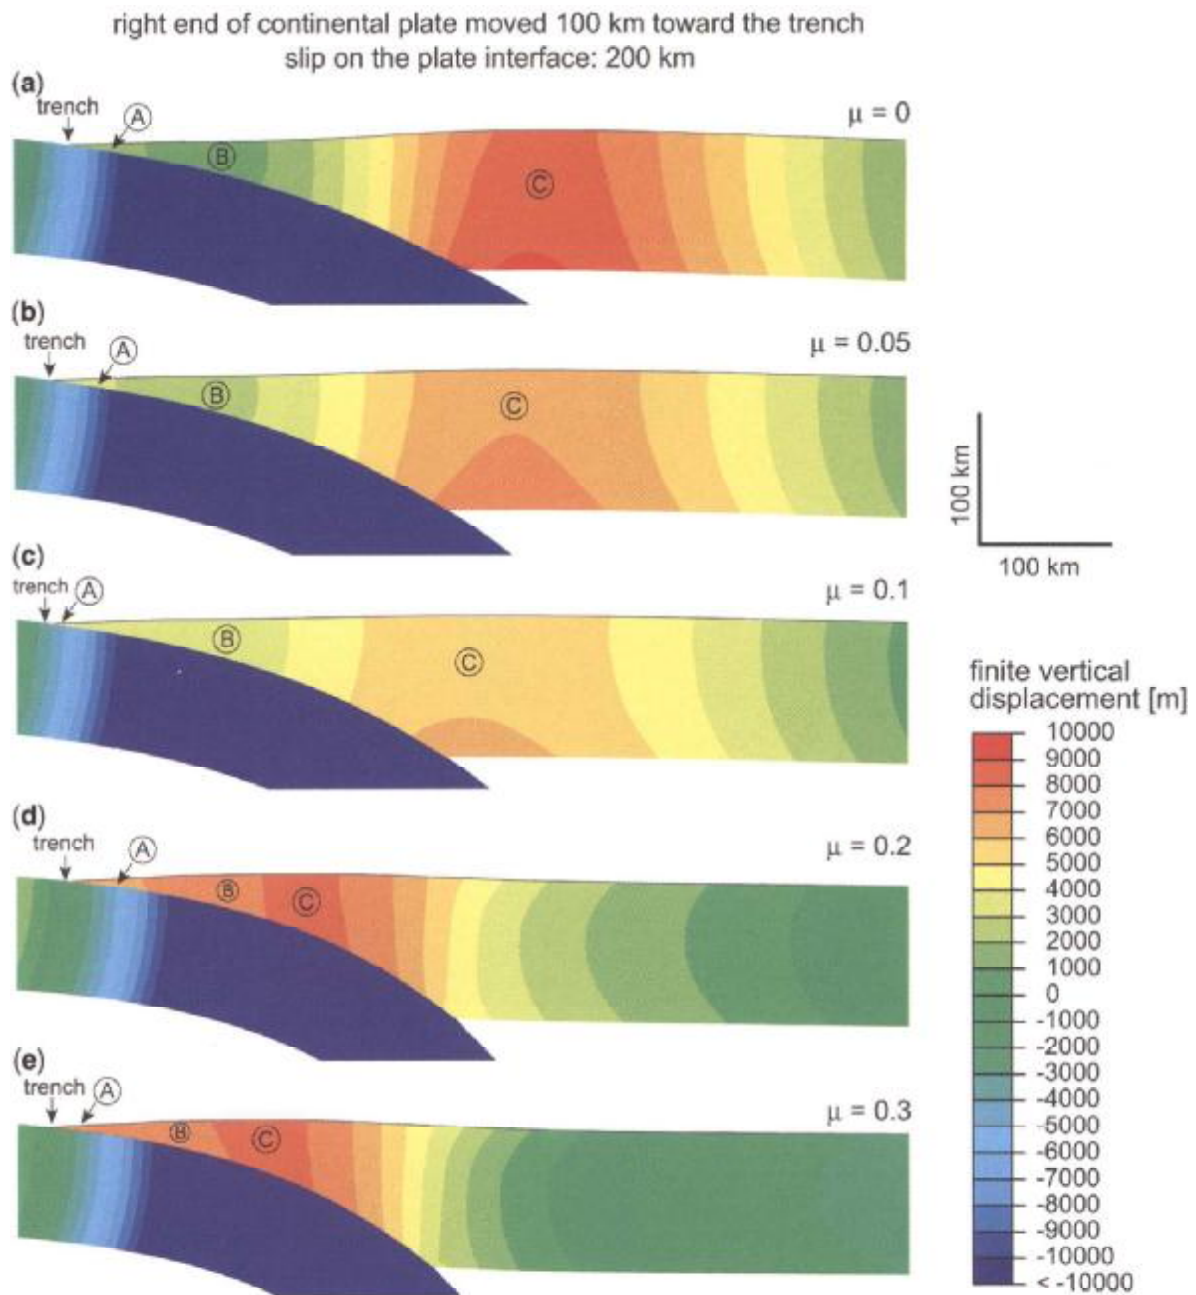 right end of continental plate moved 100 km toward the trench
slip on the plate interface: 200 km
(a)
trench
A
μ = 0
B
C
(b)
trench
A
μ = 0.05
B
C
100 km
100 km
(c)
trench
A
μ = 0.1
B
C
finite vertical
displacement [m]
10000
9000
8000
7000
6000
5000
4000
3000
2000
1000
0
-1000
-2000
-3000
-4000
-5000
-6000
-7000
-8000
-9000
-10000
< -10000
(d)
trench
A
μ = 0.2
B
C
(e)
trench
A
μ = 0.3
B
C